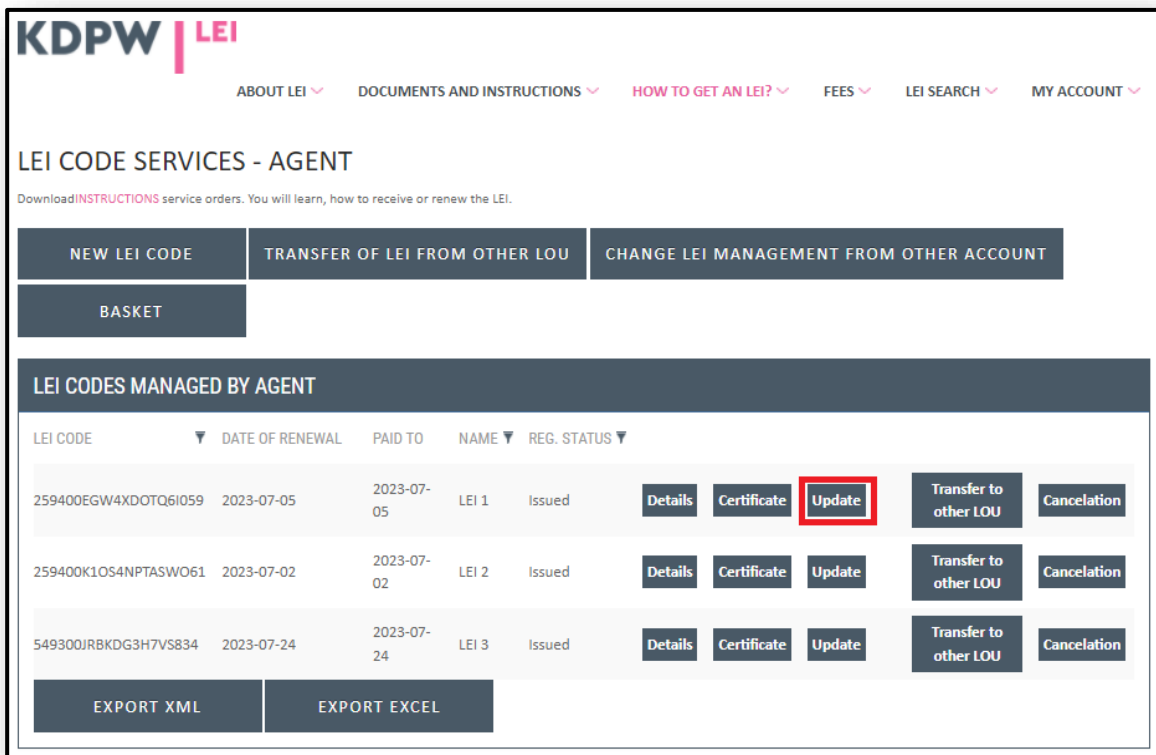 KDPW | LEI
ABOUT LEI DOCUMENTS AND INSTRUCTIONS HOW TO GET AN LEI? FEES LEI SEARCH MY ACCOUNT
LEI CODE SERVICES - AGENT
DownloadINSTRUCTIONS service orders. You will learn, how to receive or renew the LEI.
NEW LEI CODE TRANSFER OF LEI FROM OTHER LOU CHANGE LEI MANAGEMENT FROM OTHER ACCOUNT
BASKET
LEI CODES MANAGED BY AGENT
LEI CODE DATE OF RENEWAL PAID TO NAME REG. STATUS
259400EGW4XDOTQ6I059 2023-07-05 2023-07-05 LEI 1 Issued Details Certificate Update Transfer to other LOU Cancelation
259400K1OS4NPTASWO61 2023-07-02 2023-07-02 LEI 2 Issued Details Certificate Update Transfer to other LOU Cancelation
549300JRBKDG3H7VS834 2023-07-24 2023-07-24 LEI 3 Issued Details Certificate Update Transfer to other LOU Cancelation
EXPORT XML EXPORT EXCEL